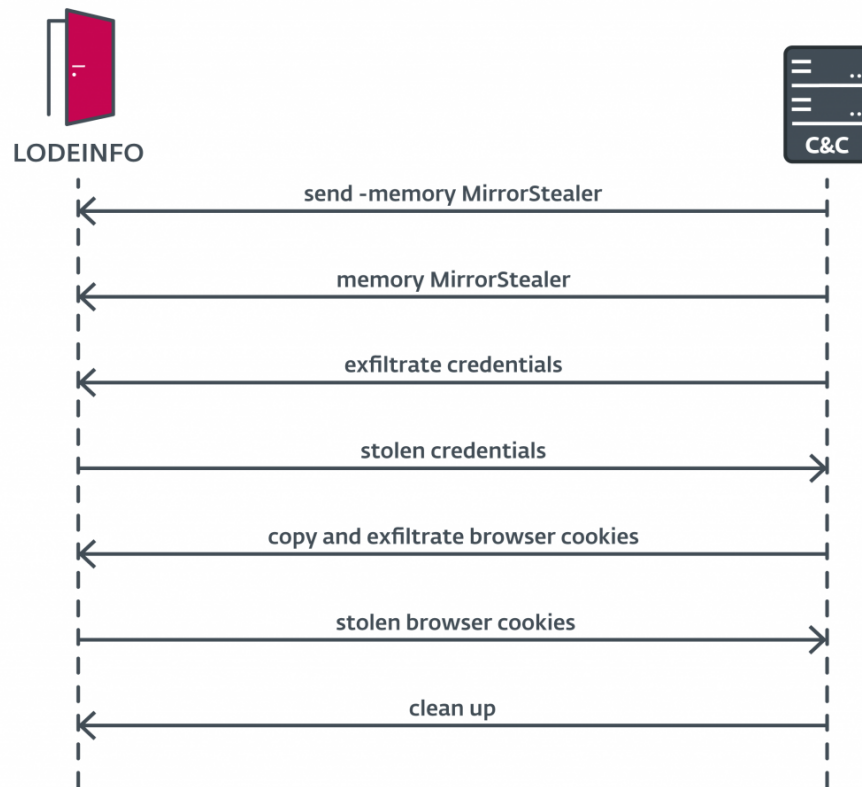 LODEINFO
C&C
send -memory MirrorStealer
memory MirrorStealer
exfiltrate credentials
stolen credentials
copy and exfiltrate browser cookies
stolen browser cookies
clean up